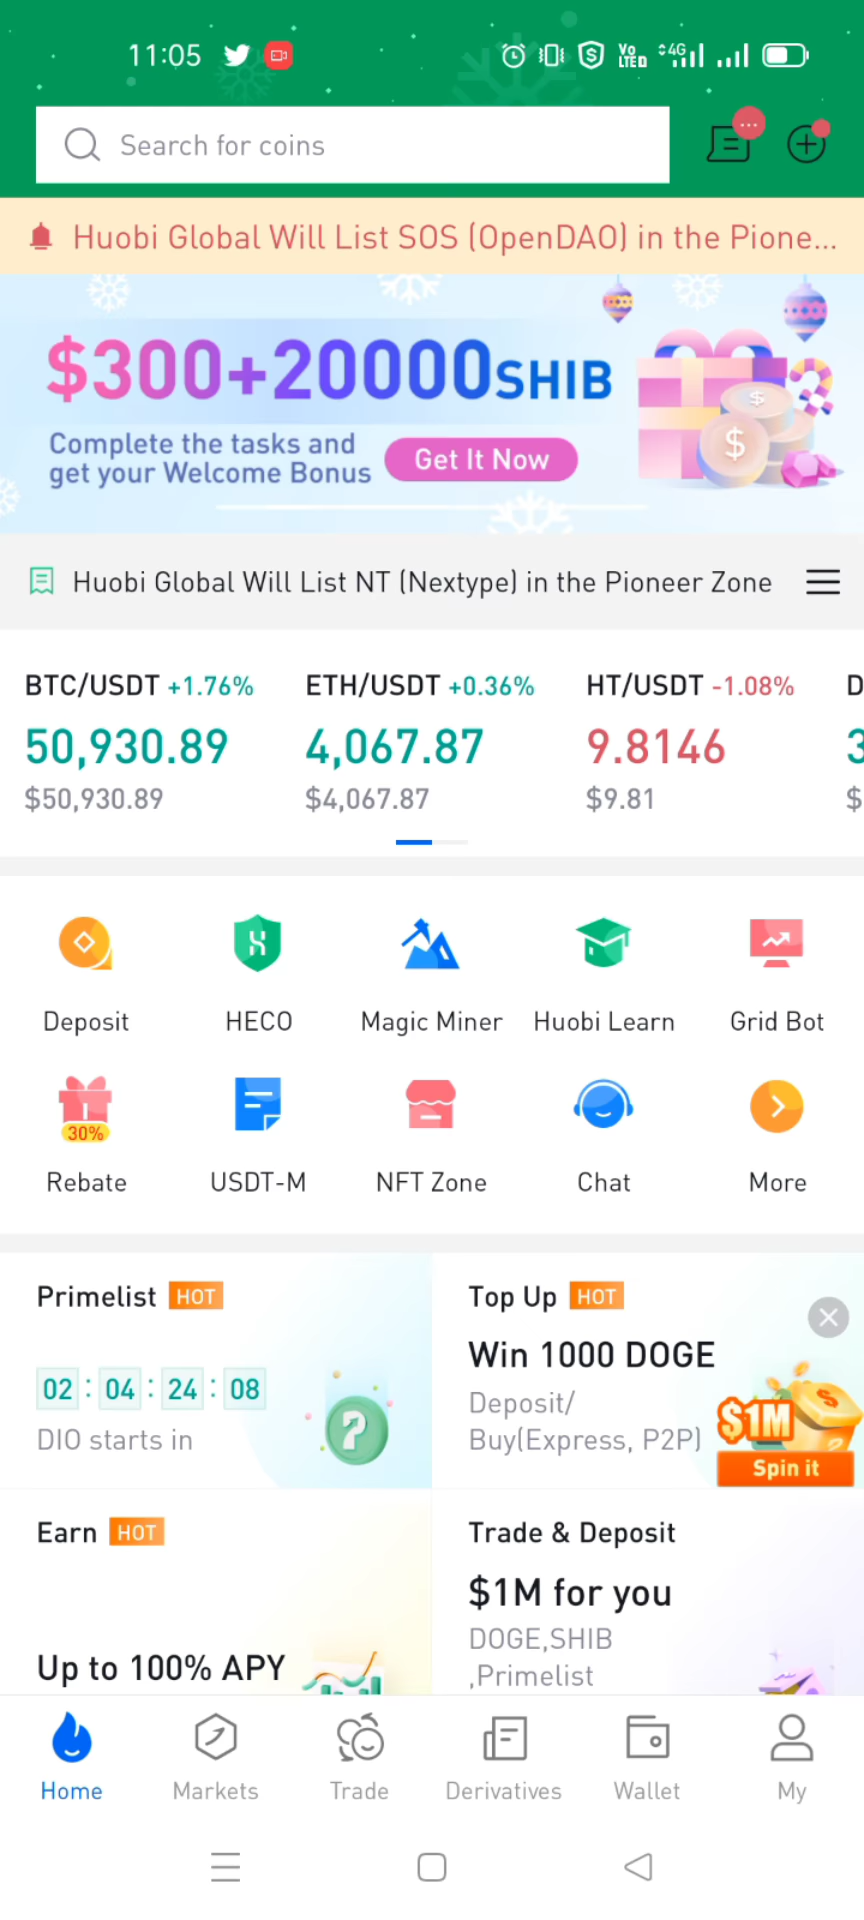 11:05
Vo
LTED
4G
Search for coins
Huobi Global Will List SOS (OpenDAO) in the Pione...
$300+20000SHIB
Complete the tasks and
get your Welcome Bonus
Get It Now
Huobi Global Will List NT (Nextype) in the Pioneer Zone
BTC/USDT +1.76%
50,930.89
$50,930.89
ETH/USDT +0.36%
4,067.87
$4,067.87
HT/USDT -1.08%
9.8146
$9.81
D
3
$
Deposit
HECO
Magic Miner
Huobi Learn
Grid Bot
30%
Rebate
USDT-M
NFT Zone
Chat
More
Primelist HOT
02 : 04 : 24 : 08
DIO starts in
Top Up HOT
Win 1000 DOGE
Deposit/
Buy(Express, P2P)
$1M
Spin it
Earn HOT
Up to 100% APY
Trade & Deposit
$1M for you
DOGE,SHIB
,Primelist
Home
Markets
Trade
Derivatives
Wallet
My